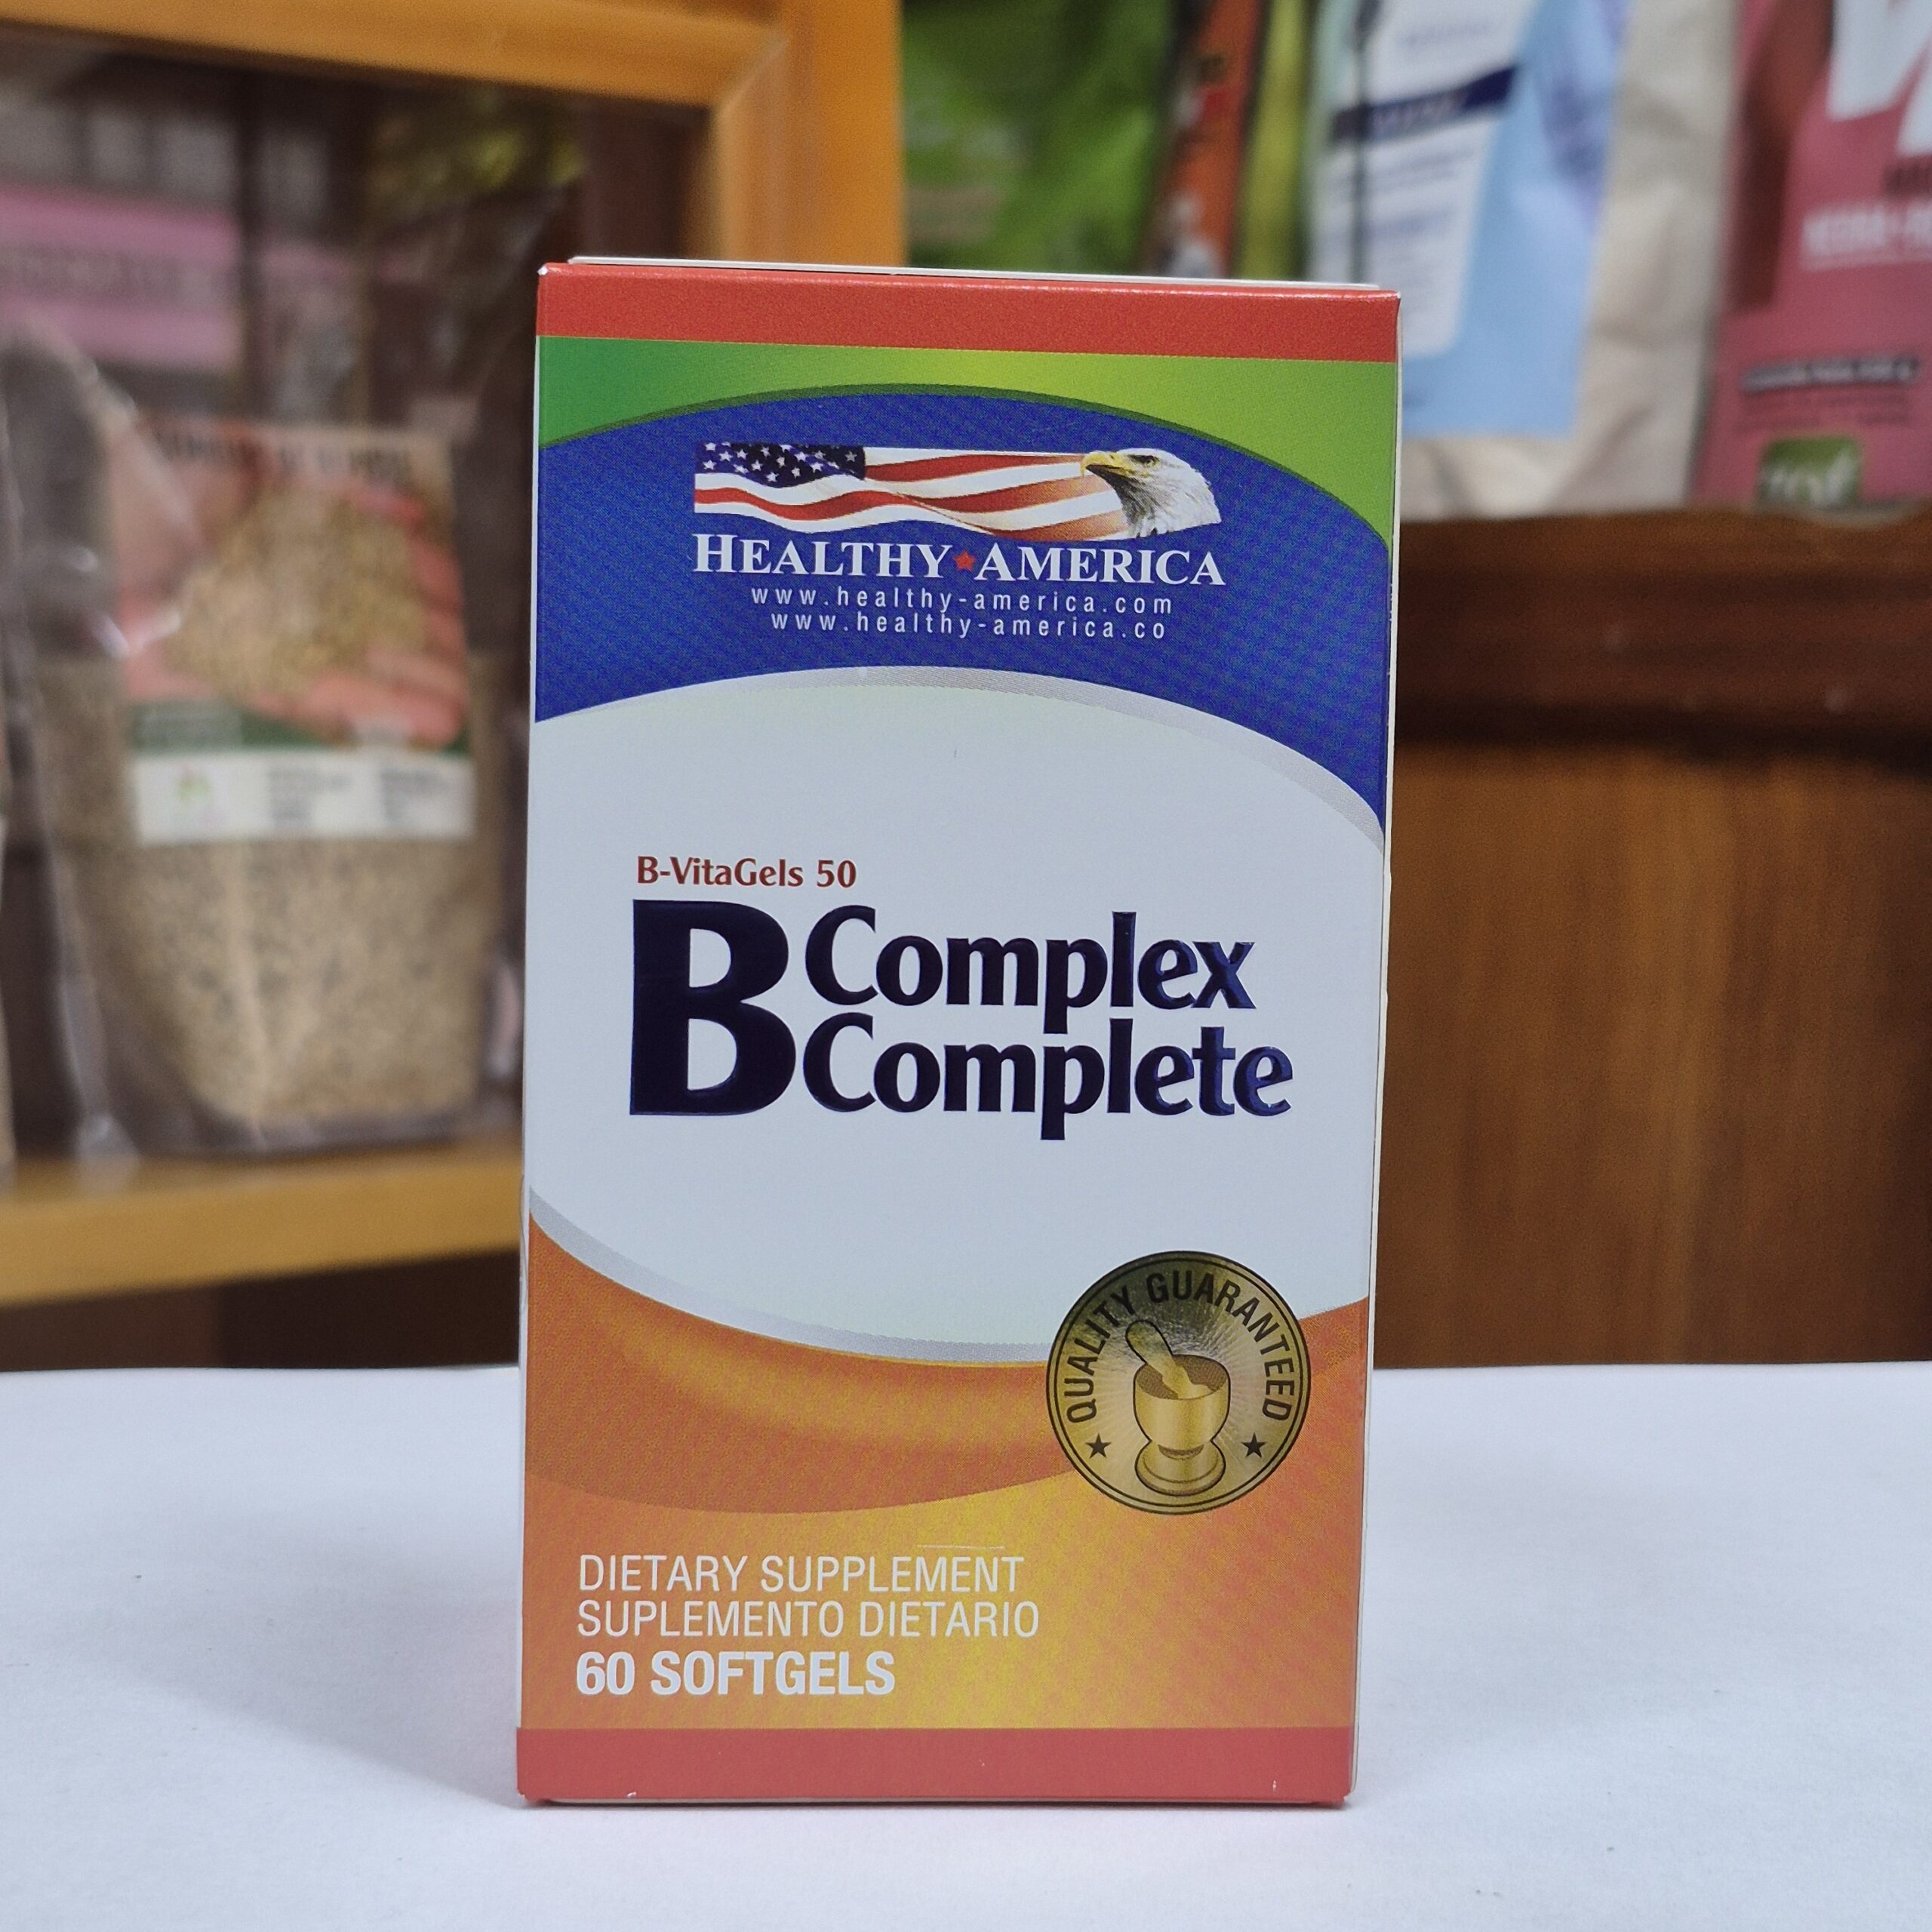 HEALTHY★AMERICA
www.healthy-america.com
www.healthy-america.co
B-VitaGels 50
B Complex
Complete
QUALITY GUARANTEED
DIETARY SUPPLEMENT
SUPLEMENTO DIETARIO
60 SOFTGELS